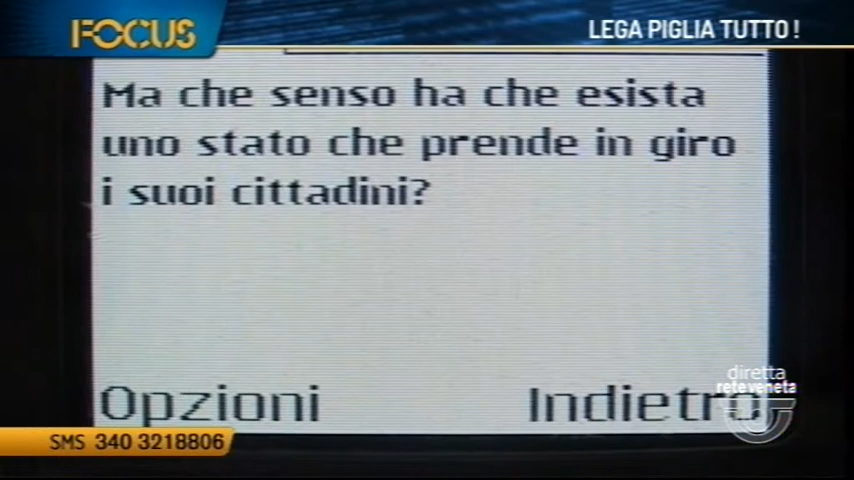 FOCUS
LEGA PIGLIA TUTTO!
Ma che senso ha che esista
uno stato che prende in giro
i suoi cittadini?
diretta
reteveneta
Opzioni
Indietro
SMS 340 3218806